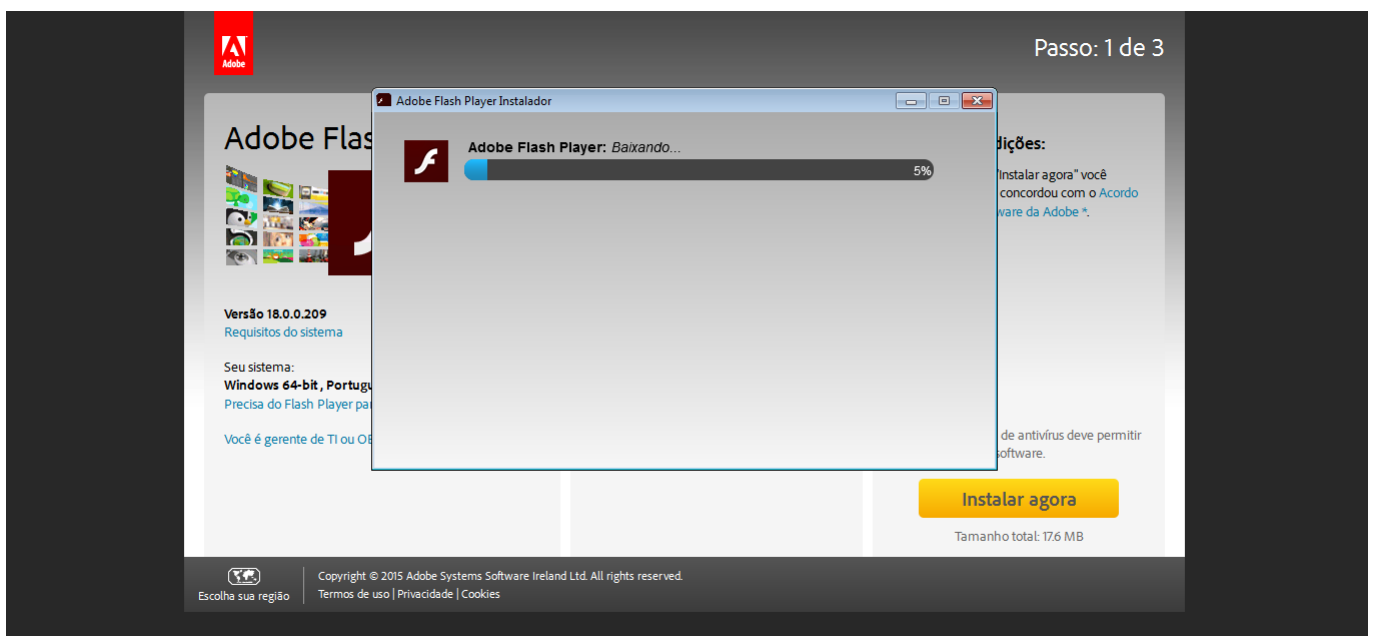 Adobe
Passo: 1 de 3
Adobe Flash Player Instalador
Adobe Flas
Adobe Flash Player: Baixando...
5%
Versão 18.0.0.209
Requisitos do sistema
Seu sistema:
Windows 64-bit, Portugu
Precisa do Flash Player pa
Você é gerente de TI ou OE
dições:
"Instalar agora" você
concordou com o Acordo
ware da Adobe *.
de antivírus deve permitir
software.
Instalar agora
Tamanho total: 17.6 MB
Escolha sua região
Copyright © 2015 Adobe Systems Software Ireland Ltd. All rights reserved.
Termos de uso | Privacidade | Cookies